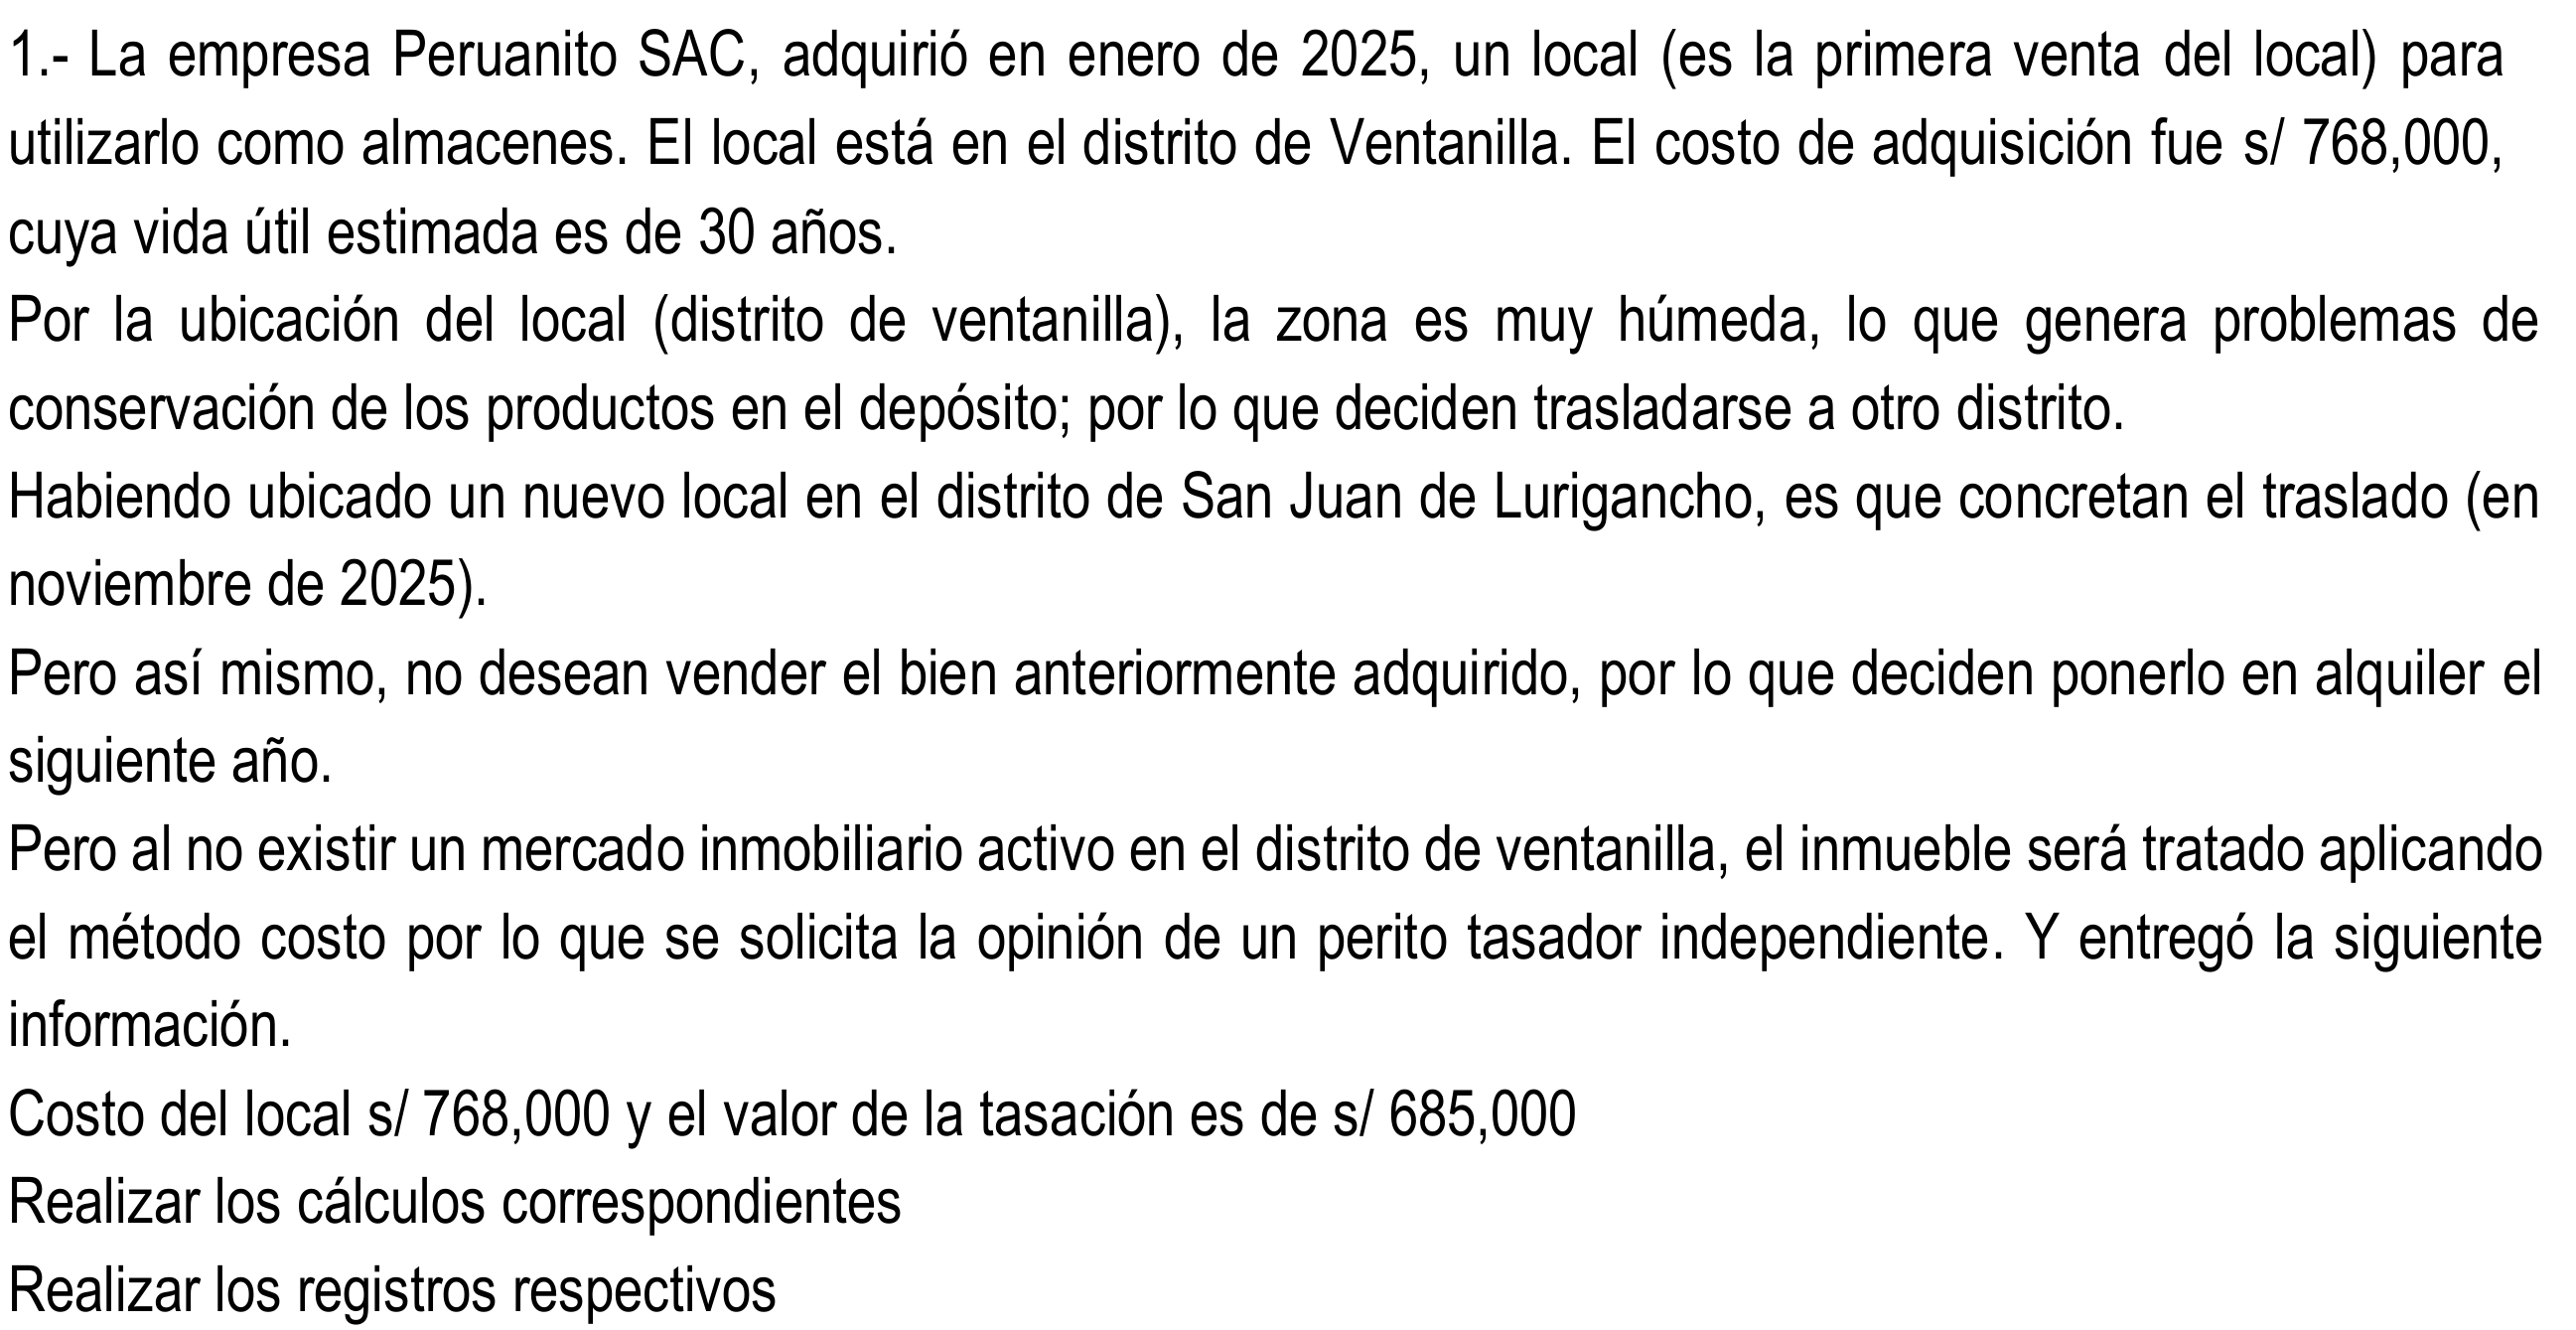 1.- La empresa Peruanito SAC, adquirió en enero de 2025, un local (es la primera venta del local) para
utilizarlo como almacenes. El local está en el distrito de Ventanilla. El costo de adquisición fue s/ 768,000,
cuya vida útil estimada es de 30 años.
Por la ubicación del local (distrito de ventanilla), la zona es muy húmeda, lo que genera problemas de
conservación de los productos en el depósito; por lo que deciden trasladarse a otro distrito.
Habiendo ubicado un nuevo local en el distrito de San Juan de Lurigancho, es que concretan el traslado (en
noviembre de 2025).
Pero así mismo, no desean vender el bien anteriormente adquirido, por lo que deciden ponerlo en alquiler el
siguiente año.
Pero al no existir un mercado inmobiliario activo en el distrito de ventanilla, el inmueble será tratado aplicando
el método costo por lo que se solicita la opinión de un perito tasador independiente. Y entregó la siguiente
información.
Costo del local s/ 768,000 y el valor de la tasación es de s/ 685,000
Realizar los cálculos correspondientes
Realizar los registros respectivos